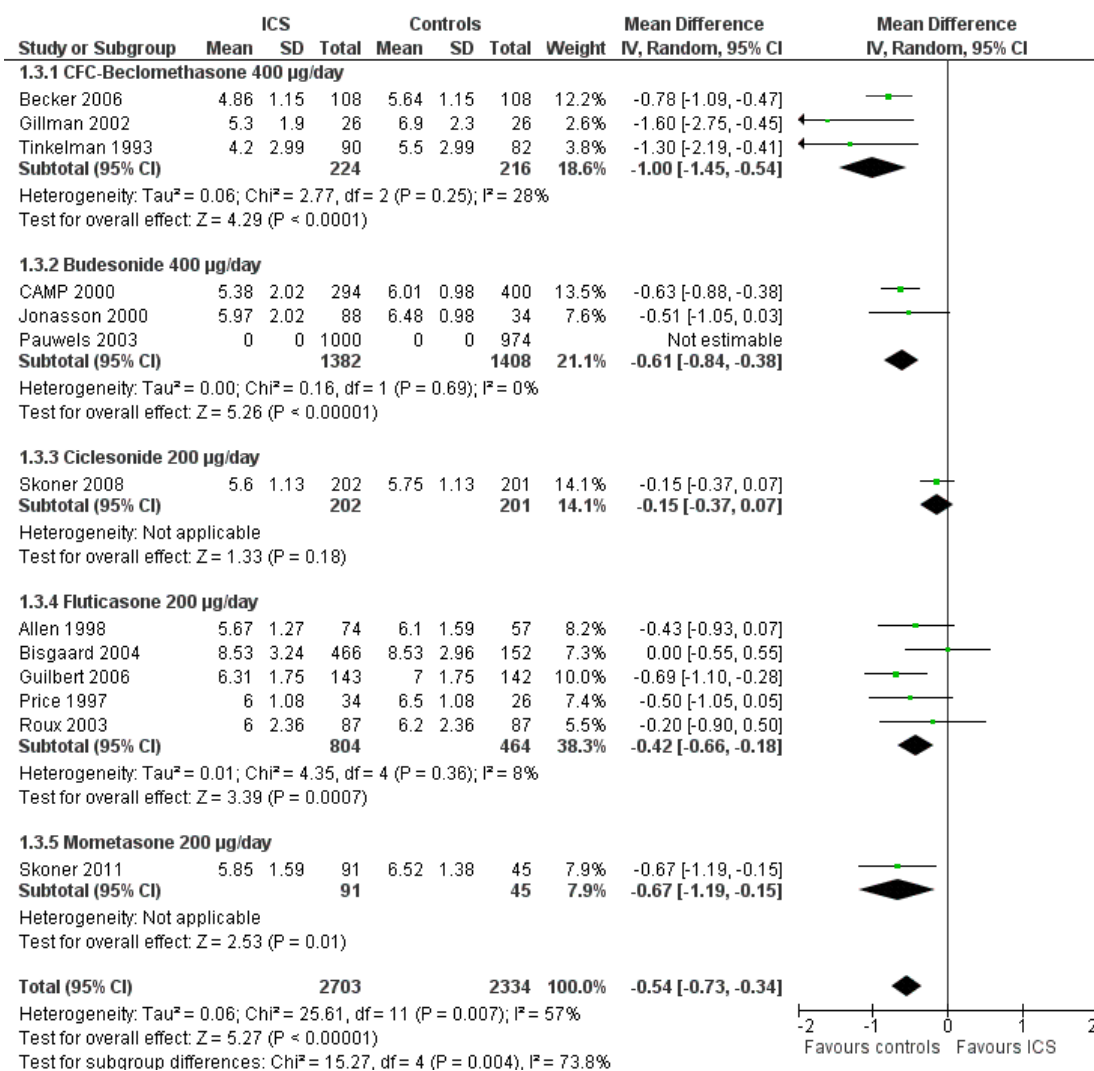 ICS Controls Mean Difference Mean Difference
Study or Subgroup Mean SD Total Mean SD Total Weight IV, Random, 95% CI IV, Random, 95% CI
1.3.1 CFC-Beclomethasone 400 µg/day
Becker 2006 4.86 1.15 108 5.64 1.15 108 12.2% -0.78 [-1.09, -0.47]
Gillman 2002 5.3 1.9 26 6.9 2.3 26 2.6% -1.60 [-2.75, -0.45]
Tinkelman 1993 4.2 2.99 90 5.5 2.99 82 3.8% -1.30 [-2.19, -0.41]
Subtotal (95% CI) 224 216 18.6% -1.00 [-1.45, -0.54]
Heterogeneity: Tau² = 0.06; Chi² = 2.77, df = 2 (P = 0.25); I² = 28%
Test for overall effect: Z = 4.29 (P < 0.0001)
1.3.2 Budesonide 400 µg/day
CAMP 2000 5.38 2.02 294 6.01 0.98 400 13.5% -0.63 [-0.88, -0.38]
Jonasson 2000 5.97 2.02 88 6.48 0.98 34 7.6% -0.51 [-1.05, 0.03]
Pauwels 2003 0 0 1000 0 0 974 Not estimable
Subtotal (95% CI) 1382 1408 21.1% -0.61 [-0.84, -0.38]
Heterogeneity: Tau² = 0.00; Chi² = 0.16, df = 1 (P = 0.69); I² = 0%
Test for overall effect: Z = 5.26 (P < 0.00001)
1.3.3 Ciclesonide 200 µg/day
Skoner 2008 5.6 1.13 202 5.75 1.13 201 14.1% -0.15 [-0.37, 0.07]
Subtotal (95% CI) 202 201 14.1% -0.15 [-0.37, 0.07]
Heterogeneity: Not applicable
Test for overall effect: Z = 1.33 (P = 0.18)
1.3.4 Fluticasone 200 µg/day
Allen 1998 5.67 1.27 74 6.1 1.59 57 8.2% -0.43 [-0.93, 0.07]
Bisgaard 2004 8.53 3.24 466 8.53 2.96 152 7.3% 0.00 [-0.55, 0.55]
Guilbert 2006 6.31 1.75 143 7 1.75 142 10.0% -0.69 [-1.10, -0.28]
Price 1997 6 1.08 34 6.5 1.08 26 7.4% -0.50 [-1.05, 0.05]
Roux 2003 6 2.36 87 6.2 2.36 87 5.5% -0.20 [-0.90, 0.50]
Subtotal (95% CI) 804 464 38.3% -0.42 [-0.66, -0.18]
Heterogeneity: Tau² = 0.01; Chi² = 4.35, df = 4 (P = 0.36); I² = 8%
Test for overall effect: Z = 3.39 (P = 0.0007)
1.3.5 Mometasone 200 µg/day
Skoner 2011 5.85 1.59 91 6.52 1.38 45 7.9% -0.67 [-1.19, -0.15]
Subtotal (95% CI) 91 45 7.9% -0.67 [-1.19, -0.15]
Heterogeneity: Not applicable
Test for overall effect: Z = 2.53 (P = 0.01)
Total (95% CI) 2703 2334 100.0% -0.54 [-0.73, -0.34]
Heterogeneity: Tau² = 0.06; Chi² = 25.61, df = 11 (P = 0.007); I² = 57%
Test for overall effect: Z = 5.27 (P < 0.00001)
Test for subgroup differences: Chi² = 15.27, df = 4 (P = 0.004), I² = 73.8%
-2 -1 0 1 2
Favours controls Favours ICS